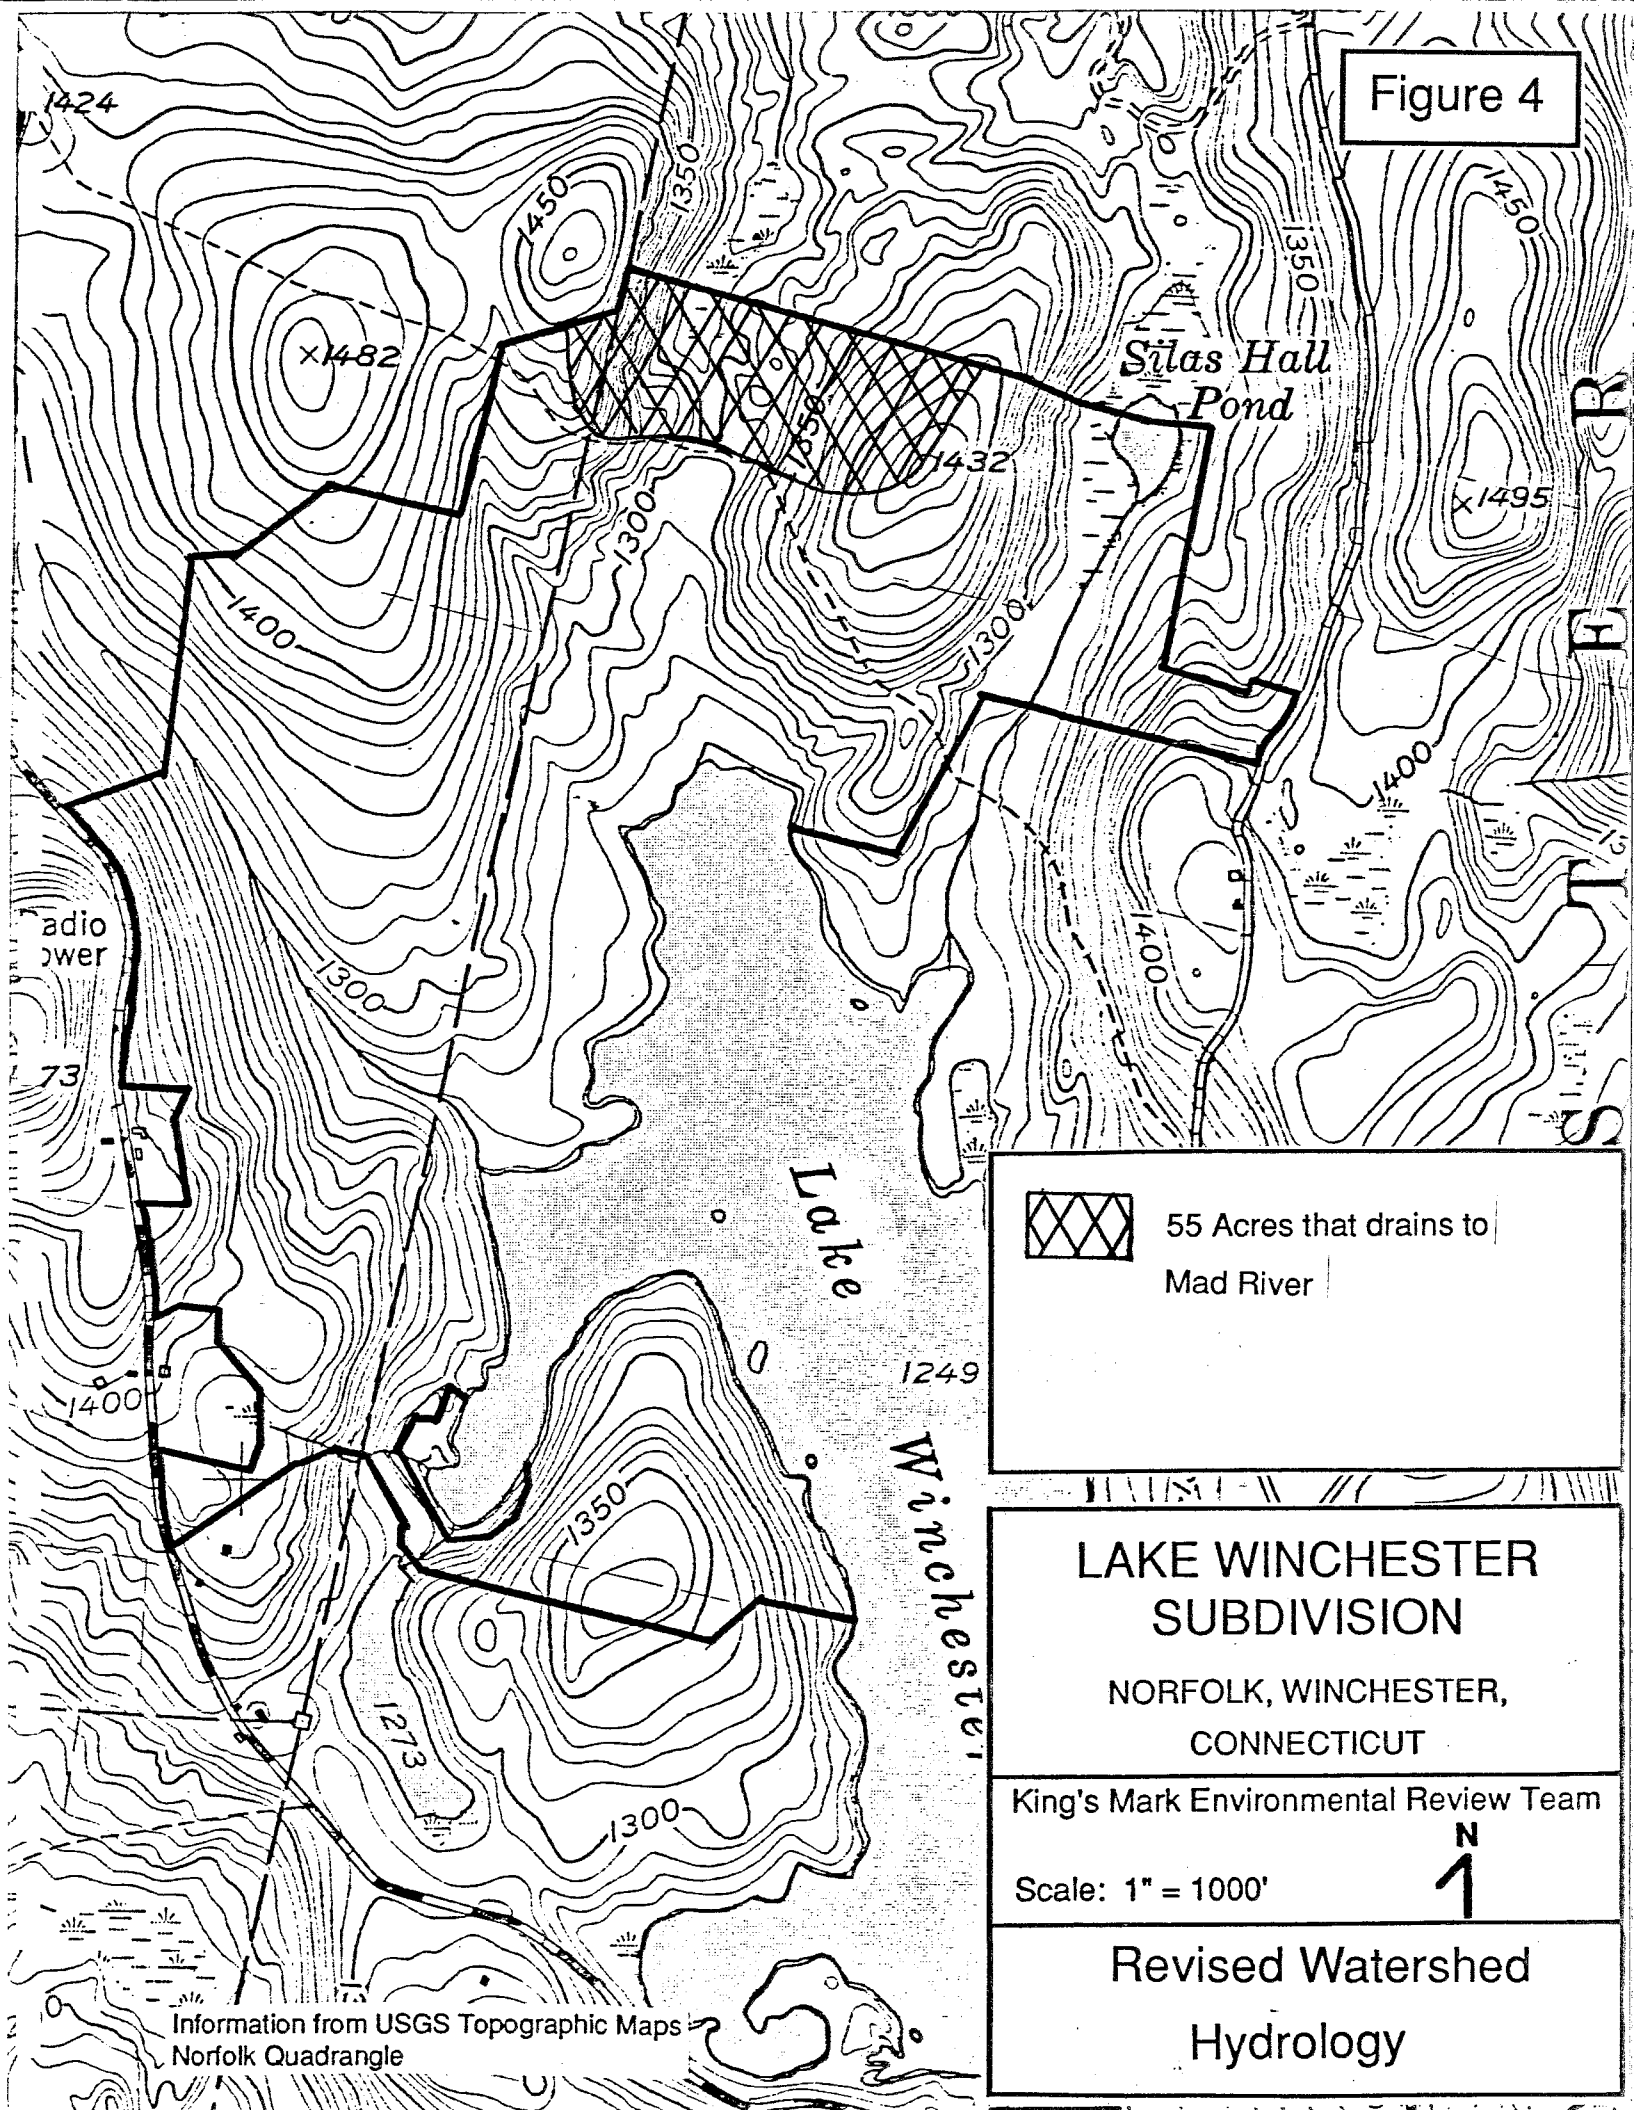 Figure 4
1424
1350
1450
1450
1350
×1482
Silas Hall
Pond
R
1350
1432
×1495
1300
E
1400
1300
1400
T
adio
ower
1400
1300
73
S
Lake
55 Acres that drains to
Mad River
1249
1400
Winchester
1350
LAKE WINCHESTER
SUBDIVISION
NORFOLK, WINCHESTER,
CONNECTICUT
1273
King's Mark Environmental Review Team
1300
N
Scale: 1" = 1000'
Revised Watershed
Hydrology
Information from USGS Topographic Maps
Norfolk Quadrangle